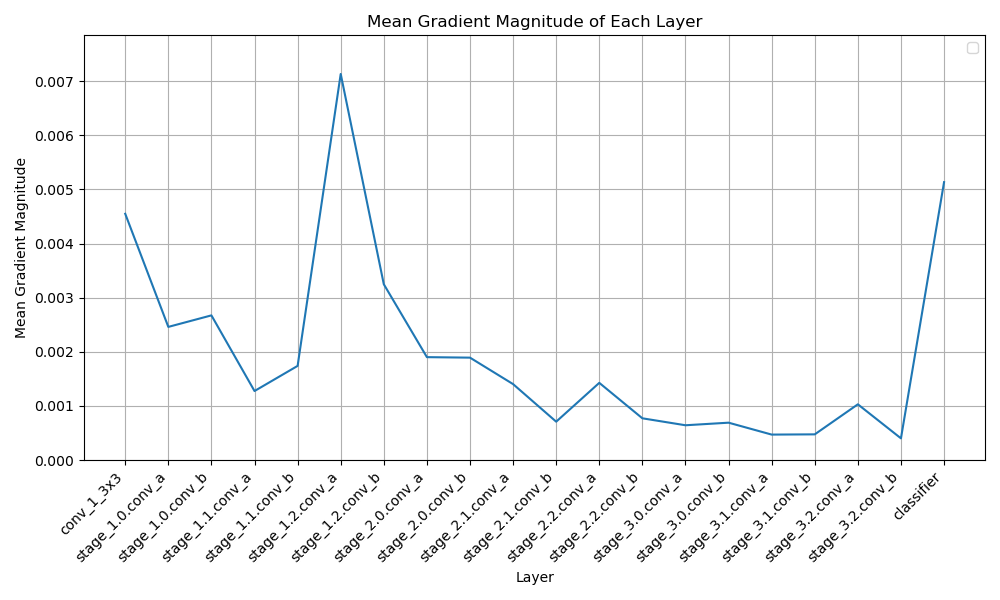 Mean Gradient Magnitude of Each Layer
Mean Gradient Magnitude
0.007
0.006
0.005
0.004
0.003
0.002
0.001
0.000
conv_1_3x3
stage_1.0.conv_a
stage_1.0.conv_b
stage_1.1.conv_a
stage_1.1.conv_b
stage_1.2.conv_a
stage_1.2.conv_b
stage_2.0.conv_a
stage_2.0.conv_b
stage_2.1.conv_a
stage_2.1.conv_b
stage_2.2.conv_a
stage_2.2.conv_b
stage_3.0.conv_a
stage_3.0.conv_b
stage_3.1.conv_a
stage_3.1.conv_b
stage_3.2.conv_a
stage_3.2.conv_b
classifier
Layer